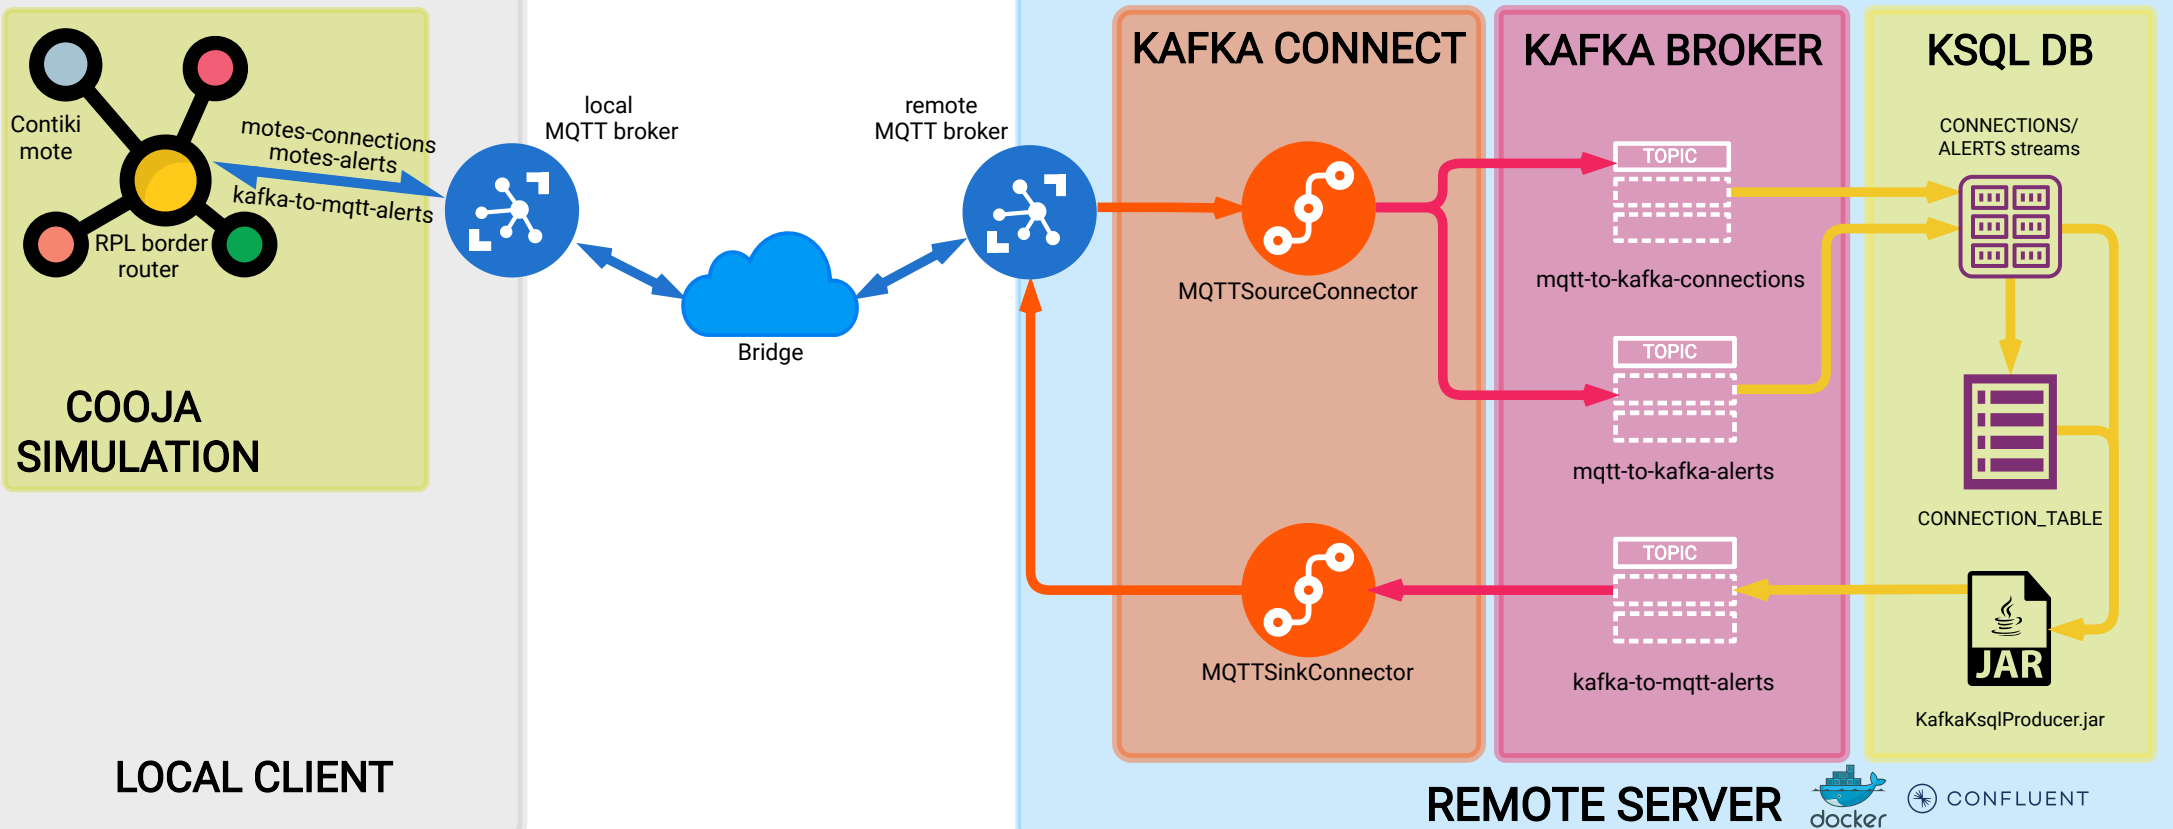 Contiki
mote
RPL border
router
motes-connections
motes-alerts
kafka-to-mqtt-alerts
COOJA
SIMULATION
LOCAL CLIENT
local
MQTT broker
Bridge
remote
MQTT broker
KAFKA CONNECT
MQTTSourceConnector
MQTTSinkConnector
KAFKA BROKER
TOPIC
mqtt-to-kafka-connections
TOPIC
mqtt-to-kafka-alerts
TOPIC
kafka-to-mqtt-alerts
KSQL DB
CONNECTIONS/
ALERTS streams
CONNECTION_TABLE
JAR
KafkaKsqlProducer.jar
REMOTE SERVER
docker
CONFLUENT